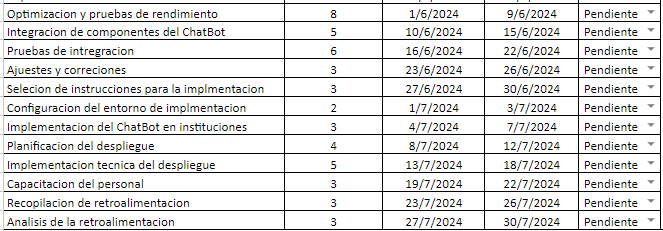 Optimizacion y pruebas de rendimiento 8 1/6/2024 9/6/2024 Pendiente
Integracion de componentes del ChatBot 5 10/6/2024 15/6/2024 Pendiente
Pruebas de intregracion 6 16/6/2024 22/6/2024 Pendiente
Ajuestes y correciones 3 23/6/2024 26/6/2024 Pendiente
Selecion de instrucciones para la implmentacion 3 27/6/2024 30/6/2024 Pendiente
Configuracion del entorno de implmentacion 2 1/7/2024 3/7/2024 Pendiente
Implementacion del ChatBot en instituciones 3 4/7/2024 7/7/2024 Pendiente
Planificacion del despliegue 4 8/7/2024 12/7/2024 Pendiente
Implementacion tecnica del despliegue 5 13/7/2024 18/7/2024 Pendiente
Capacitacion del personal 3 19/7/2024 22/7/2024 Pendiente
Recopilacion de retroalimentacion 3 23/7/2024 26/7/2024 Pendiente
Analisis de la retroalimentacion 3 27/7/2024 30/7/2024 Pendiente